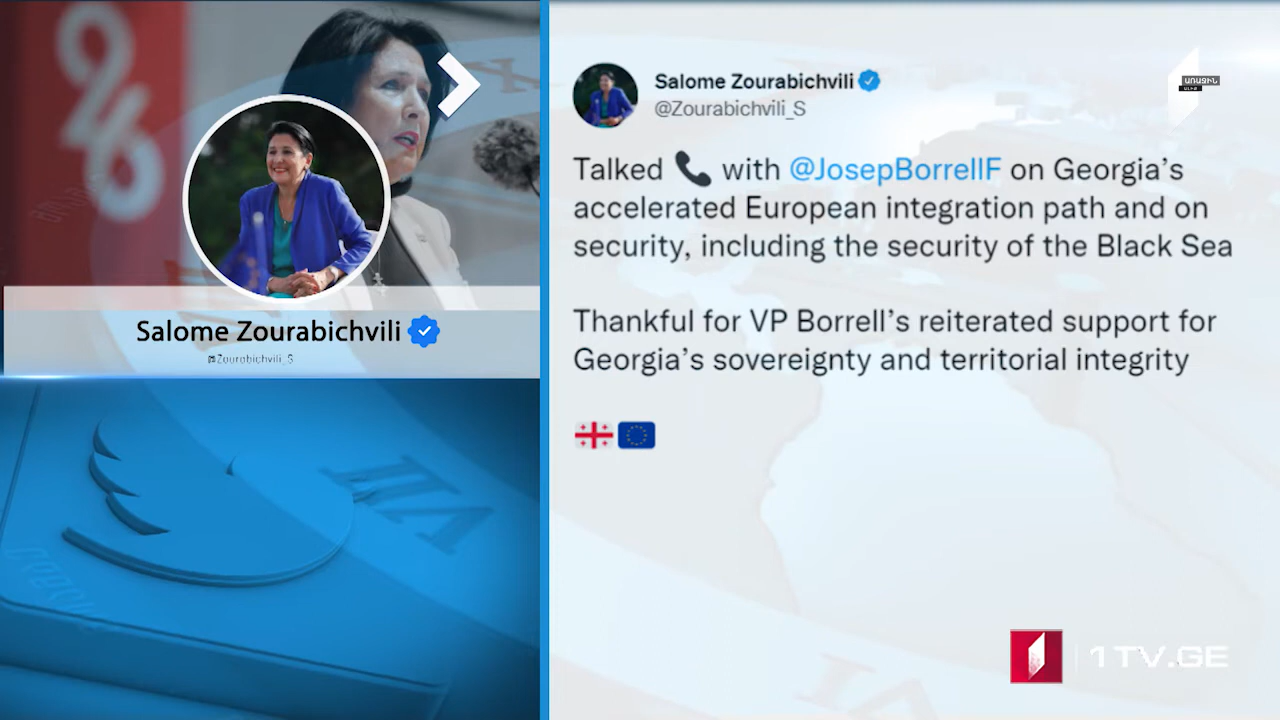 Salome Zourabichvili
@Zourabichvili_S
Salome Zourabichvili
@Zourabichvili_S
Talked 📞 with @JosepBorrellF on Georgia’s
accelerated European integration path and on
security, including the security of the Black Sea
Thankful for VP Borrell’s reiterated support for
Georgia’s sovereignty and territorial integrity
ԱՌԱՋԻՆ
ԱԼԻՔ
1TV.GE